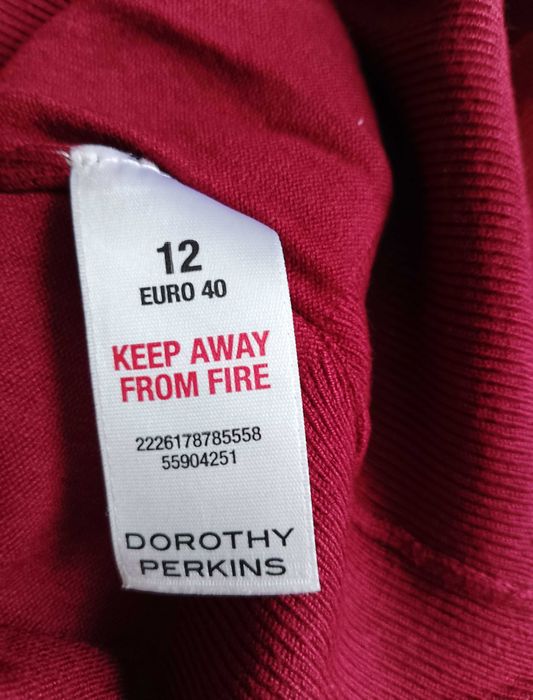 12
EURO 40
KEEP AWAY
FROM FIRE
2226178785558
55904251
DOROTHY
PERKINS